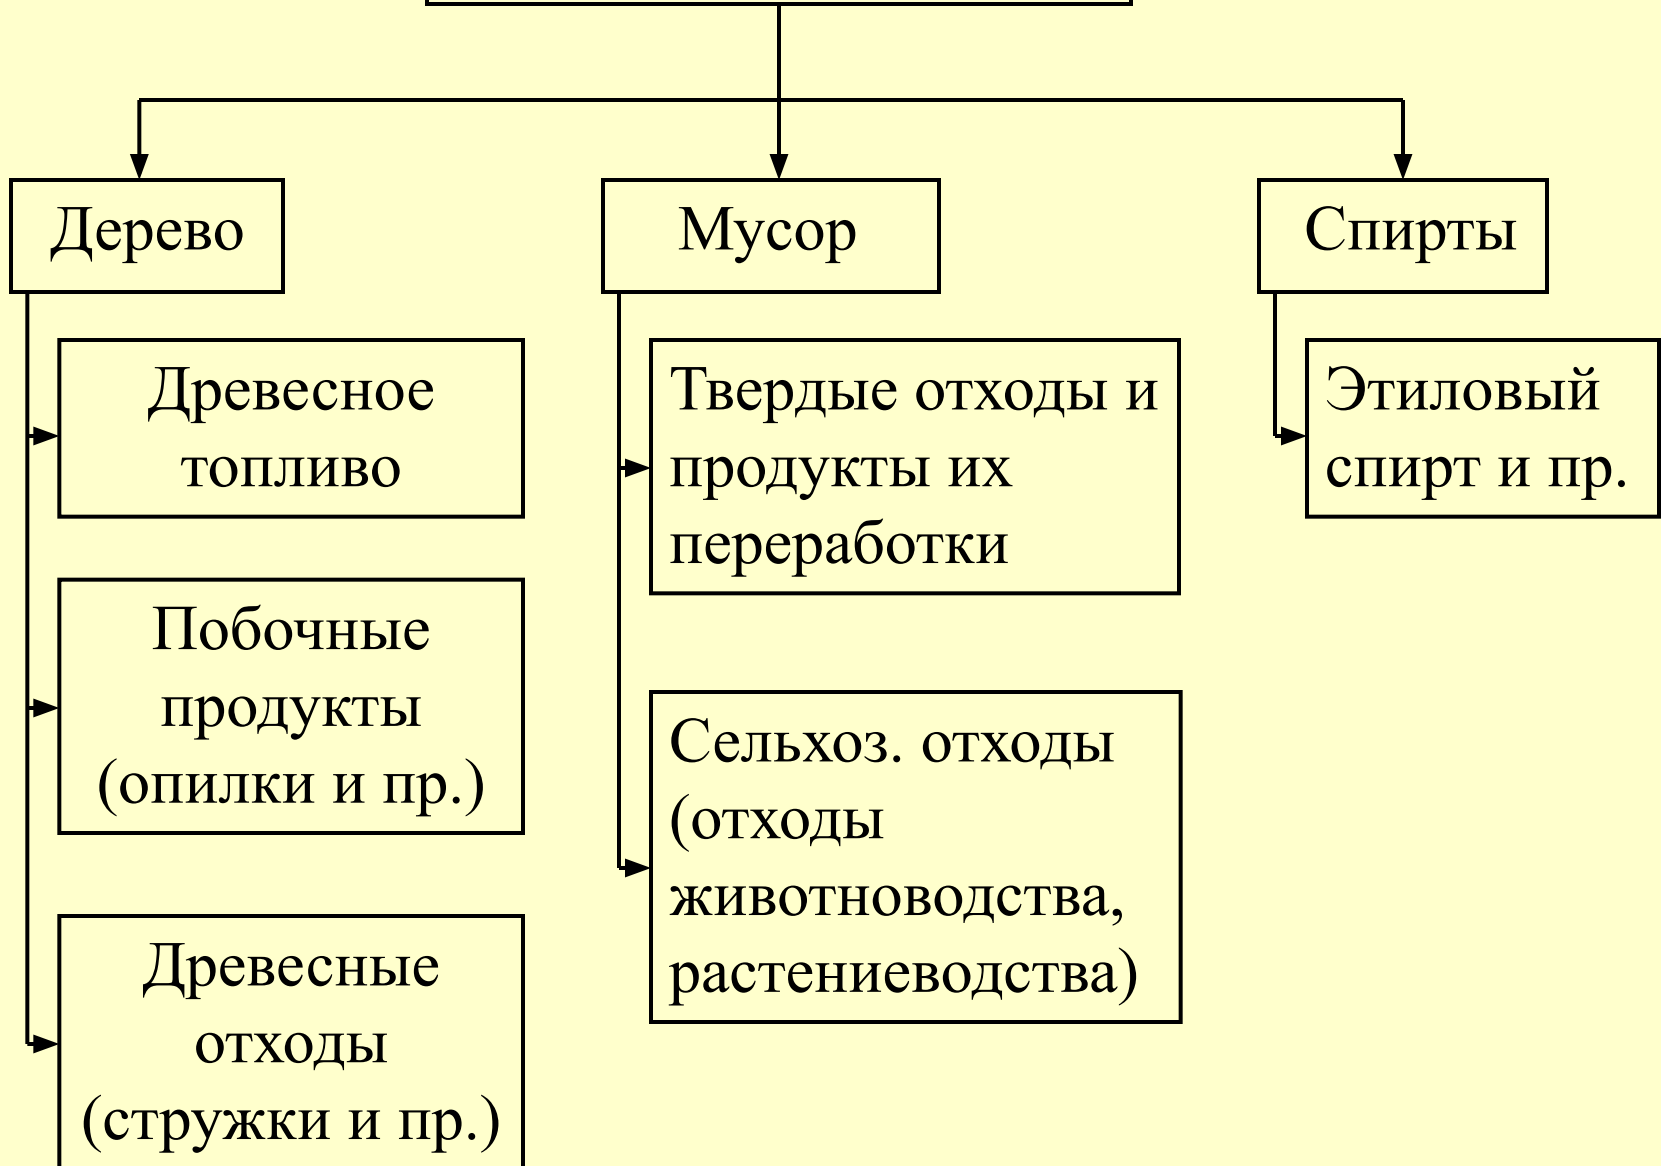 Дерево
Древесное
топливо
Побочные
продукты
(опилки и пр.)
Древесные
отходы
(стружки и пр.)
Мусор
Твердые отходы и
продукты их
переработки
Сельхоз. отходы
(отходы
животноводства,
растениеводства)
Спирты
Этиловый
спирт и пр.